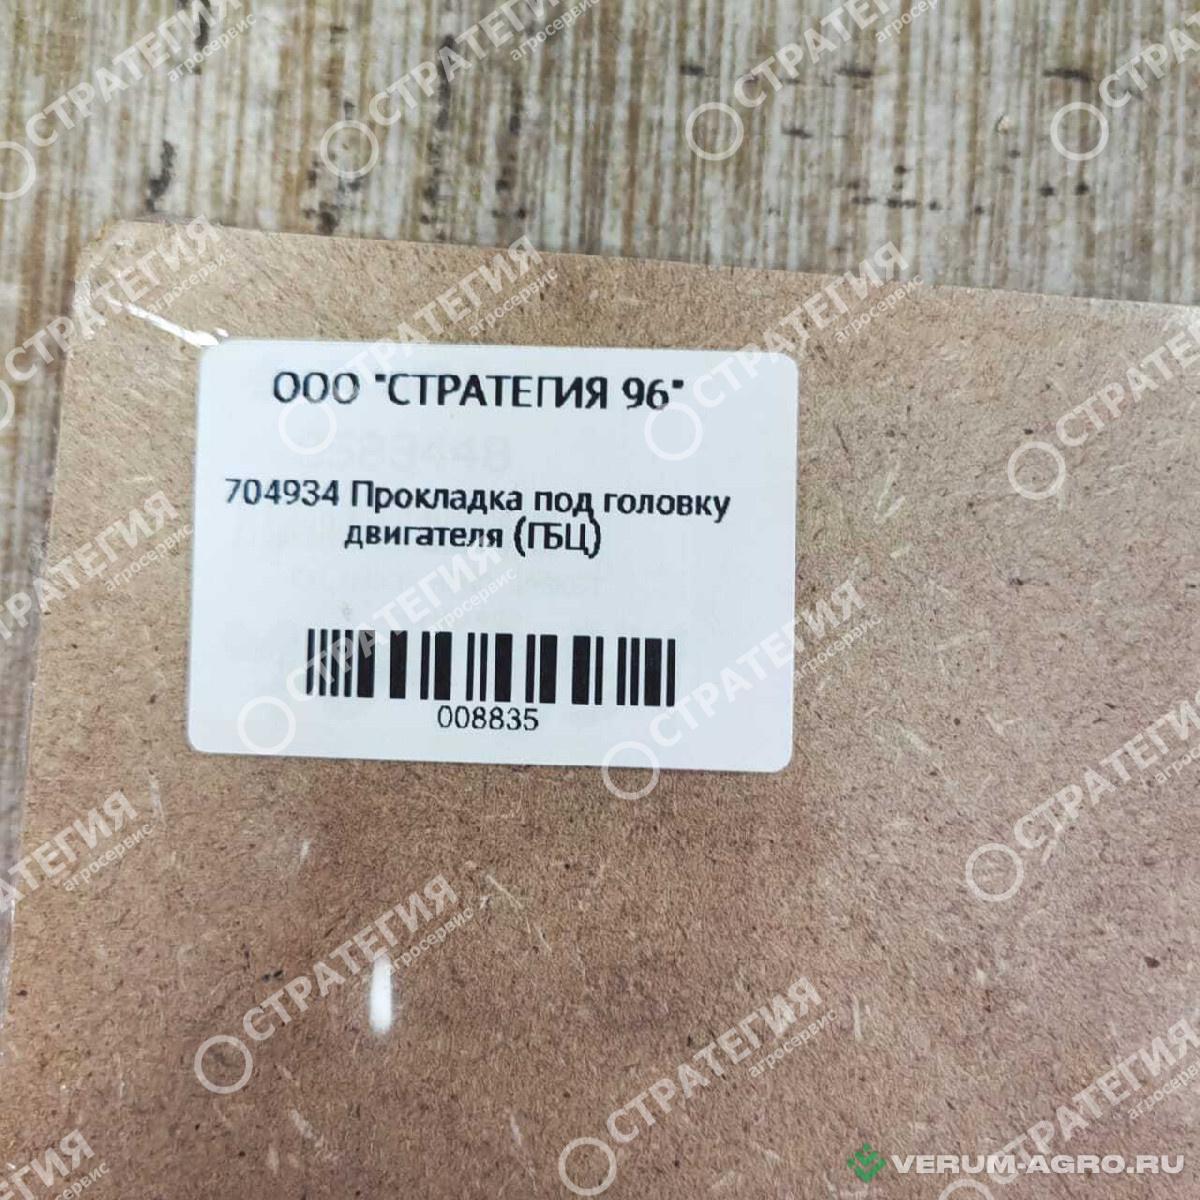 ООО "СТРАТЕГИЯ 96"
704934 Прокладка под головку
двигателя (ГБЦ)
008835
СТРАТЕГИЯ
агросервис
VERUM-AGRO.RU